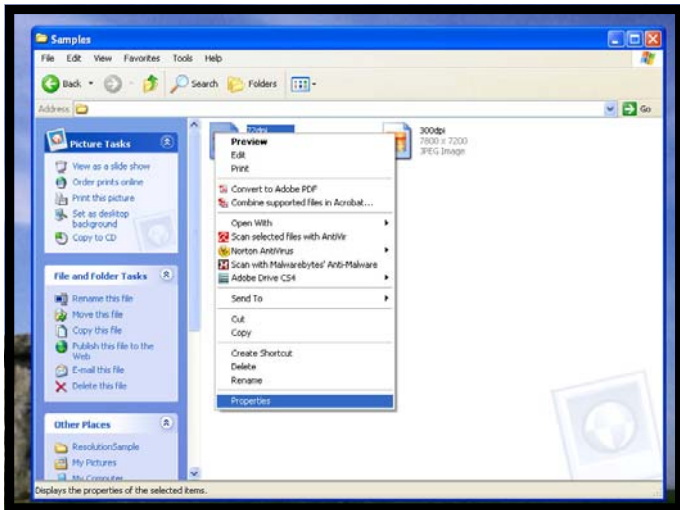 Samples
File Edit View Favorites Tools Help
Back Search Folders
Address Go
Picture Tasks
View as a slide show
Order prints online
Print this picture
Set as desktop
background
Copy to CD
File and Folder Tasks
Rename this file
Move this file
Copy this file
Publish this file to the
Web
E-mail this file
Delete this file
Other Places
ResolutionSample
My Pictures
My Computer
72dpi
300dpi
7800 x 7200
JPEG Image
Preview
Edit
Print
Convert to Adobe PDF
Combine supported files in Acrobat...
Open With
Scan selected files with AntiVir
Norton AntiVirus
Scan with Malwarebytes' Anti-Malware
Adobe Drive CS4
Send To
Cut
Copy
Create Shortcut
Delete
Rename
Properties
Displays the properties of the selected items.